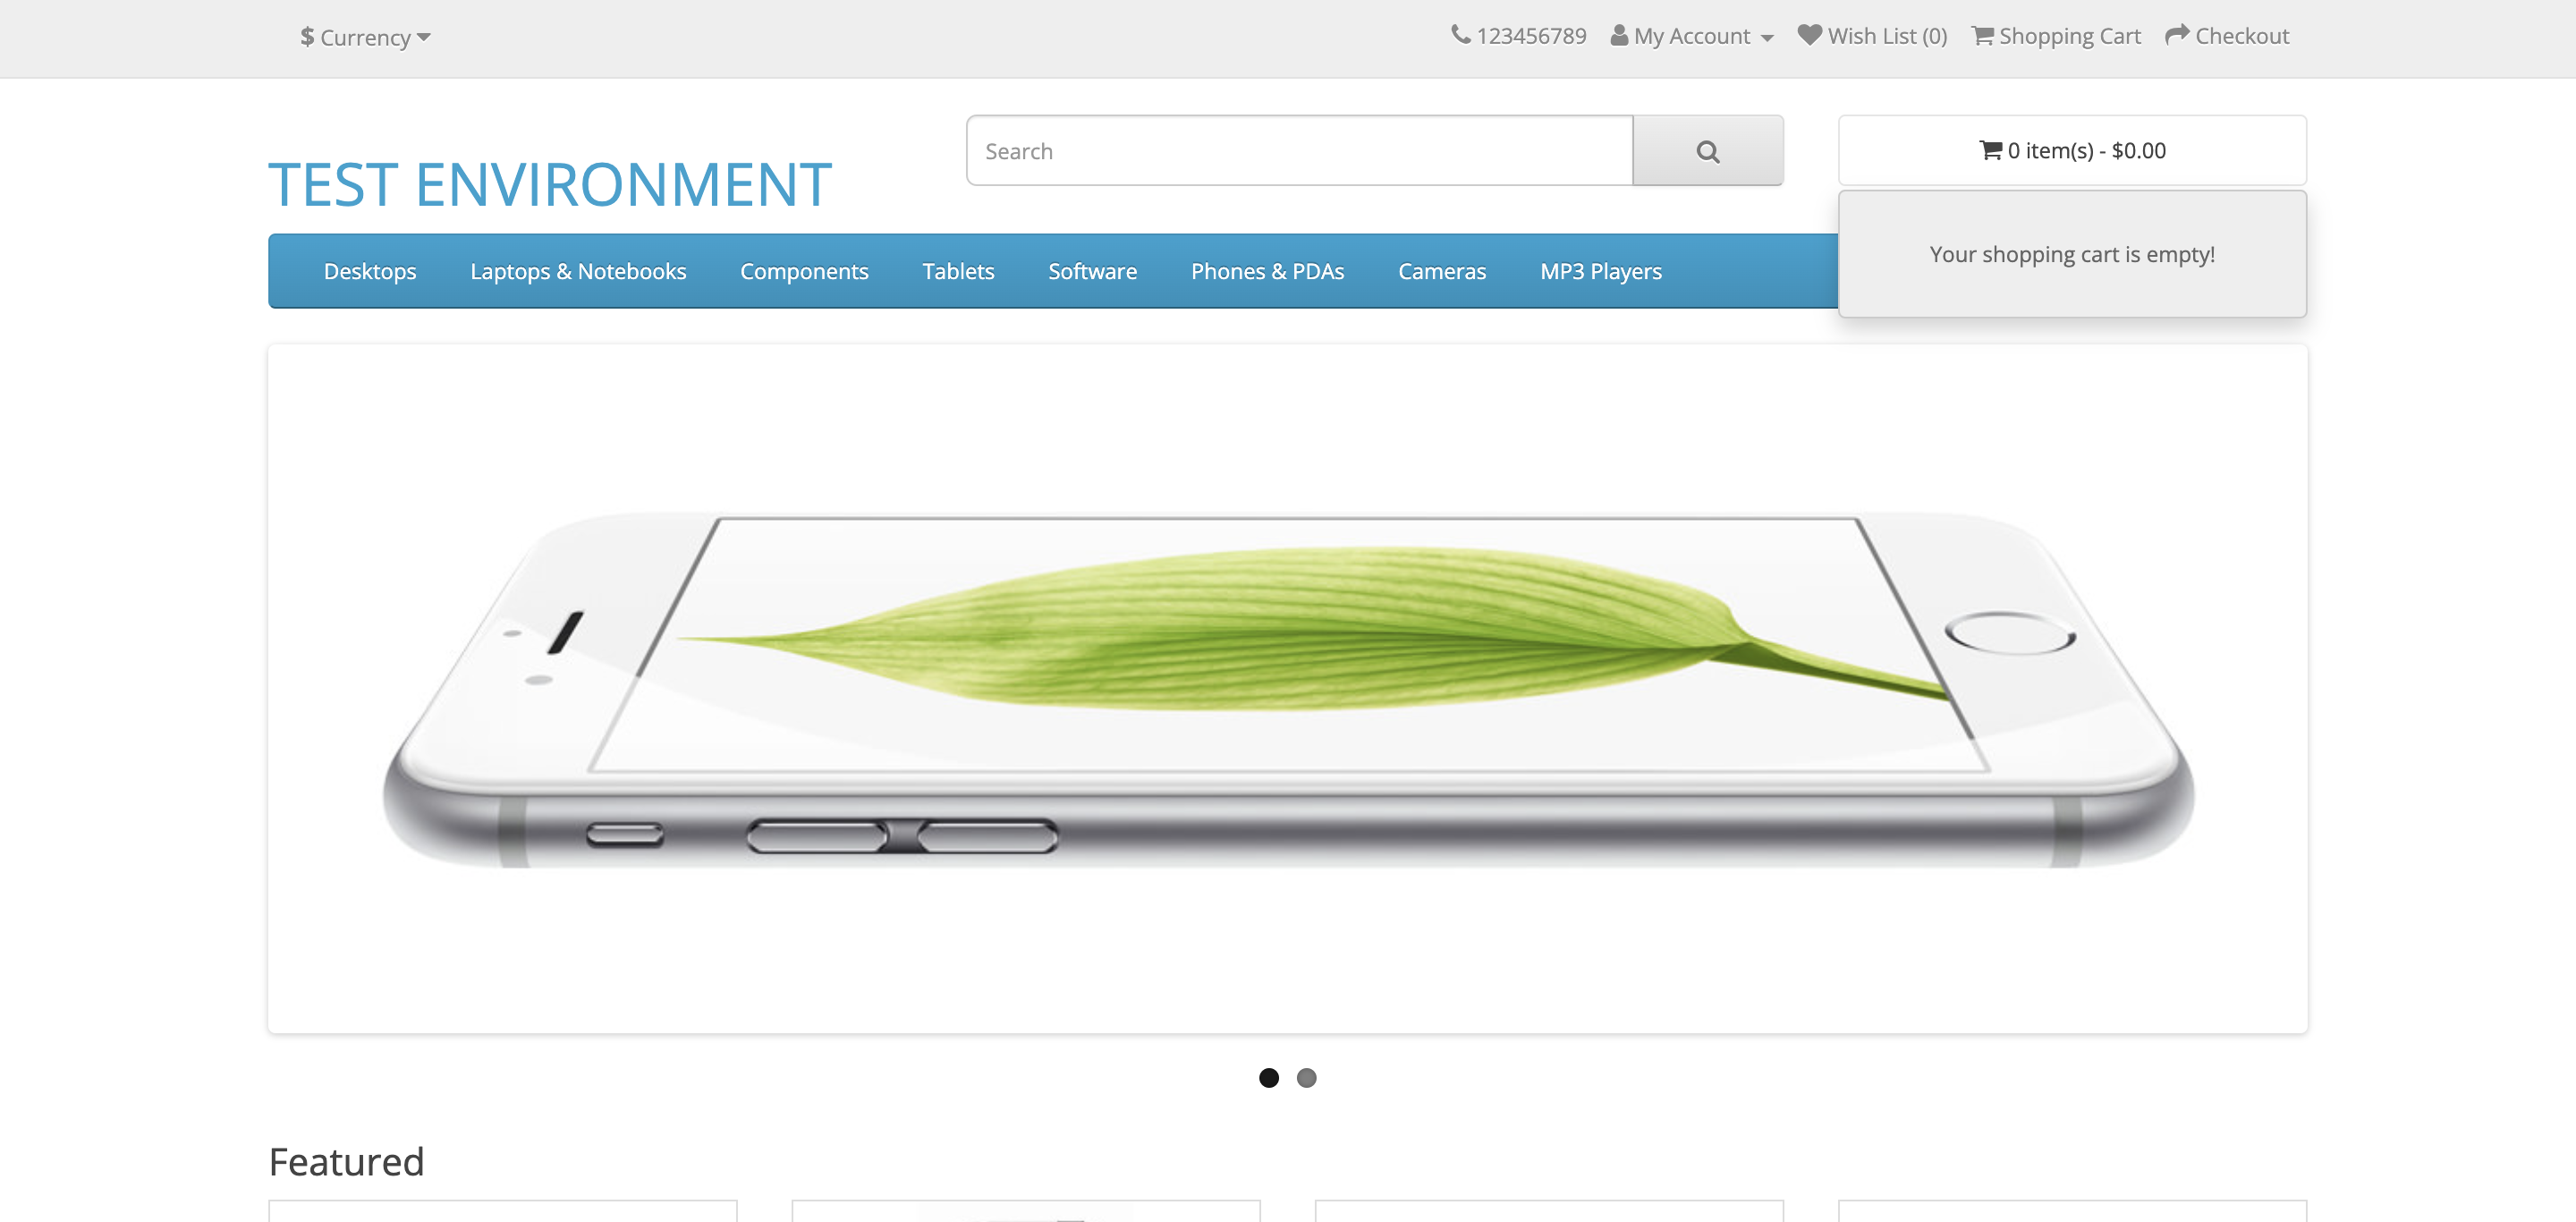 $ Currency
123456789 My Account Wish List (0) Shopping Cart Checkout
TEST ENVIRONMENT
Search
0 item(s) - $0.00
Your shopping cart is empty!
Desktops Laptops & Notebooks Components Tablets Software Phones & PDAs Cameras MP3 Players
Featured